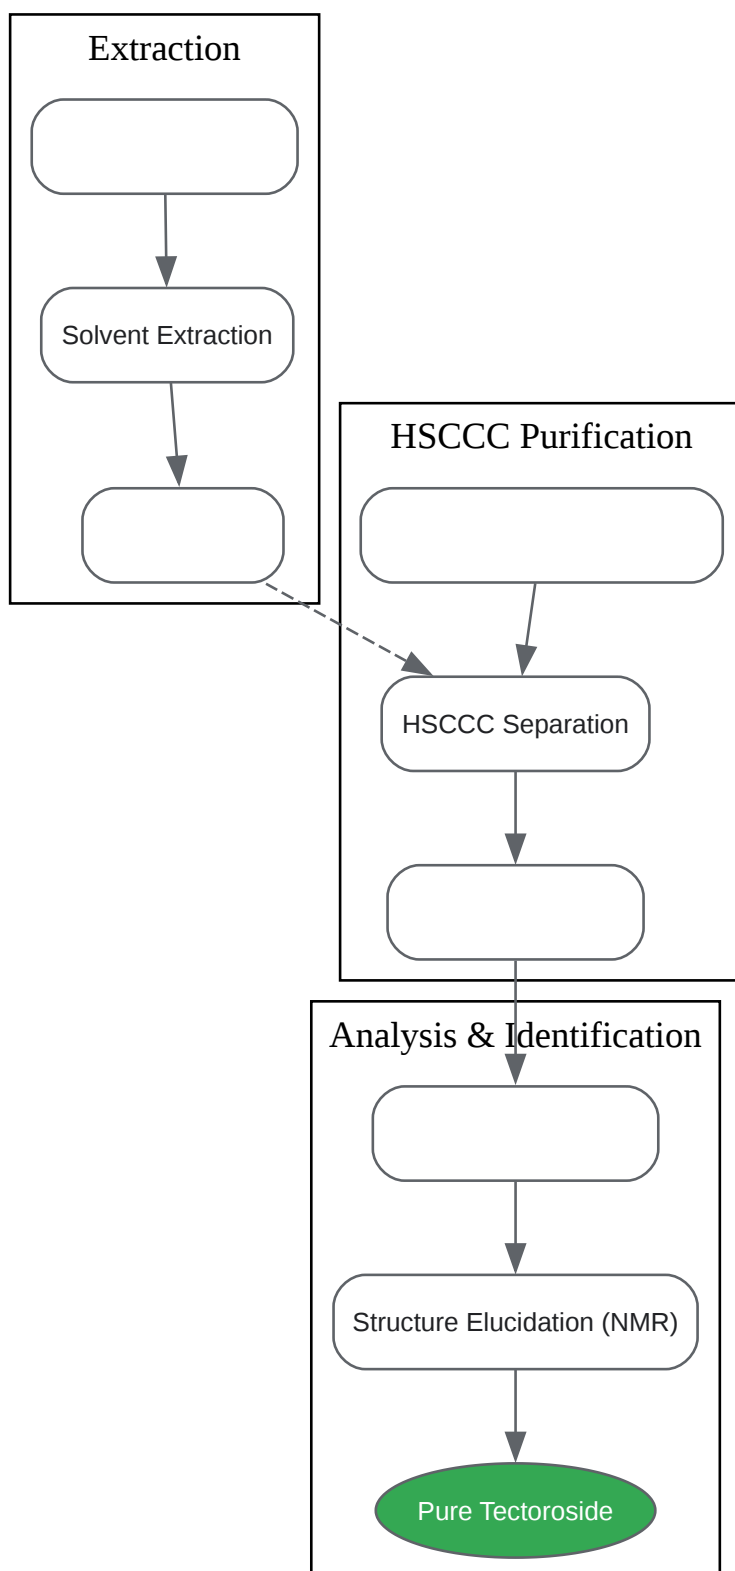 Extraction
Solvent Extraction
HSCCC Purification
HSCCC Separation
Analysis & Identification
Structure Elucidation (NMR)
Pure Tectoroside